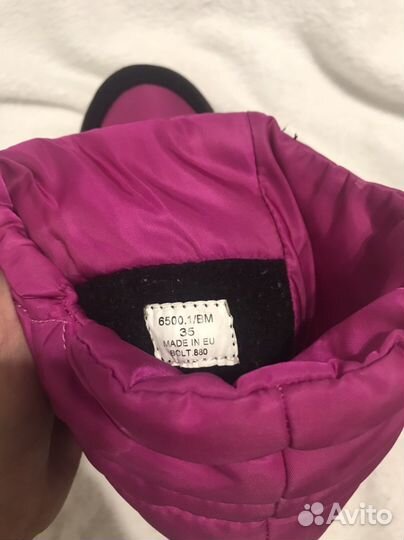 6500.1/BM
35
MADE IN EU
BOLT.880
Avito